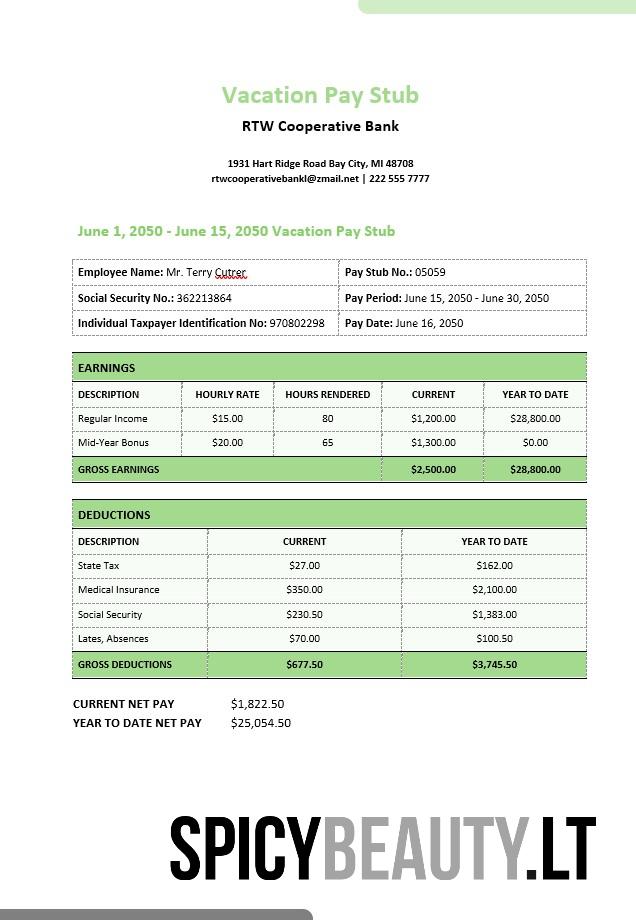 Vacation Pay Stub
RTW Cooperative Bank
1931 Hart Ridge Road Bay City, MI 48708
rtwcooperativebankl@zmail.net | 222 555 7777
June 1, 2050 - June 15, 2050 Vacation Pay Stub
Employee Name: Mr. Terry Cutrer Pay Stub No.: 05059
Social Security No.: 362213864 Pay Period: June 15, 2050 - June 30, 2050
Individual Taxpayer Identification No: 970802298 Pay Date: June 16, 2050
EARNINGS
DESCRIPTION HOURLY RATE HOURS RENDERED CURRENT YEAR TO DATE
Regular Income $15.00 80 $1,200.00 $28,800.00
Mid-Year Bonus $20.00 65 $1,300.00 $0.00
GROSS EARNINGS $2,500.00 $28,800.00
DEDUCTIONS
DESCRIPTION CURRENT YEAR TO DATE
State Tax $27.00 $162.00
Medical Insurance $350.00 $2,100.00
Social Security $230.50 $1,383.00
Lates, Absences $70.00 $100.50
GROSS DEDUCTIONS $677.50 $3,745.50
CURRENT NET PAY $1,822.50
YEAR TO DATE NET PAY $25,054.50
SPICYBEAUTY.LT